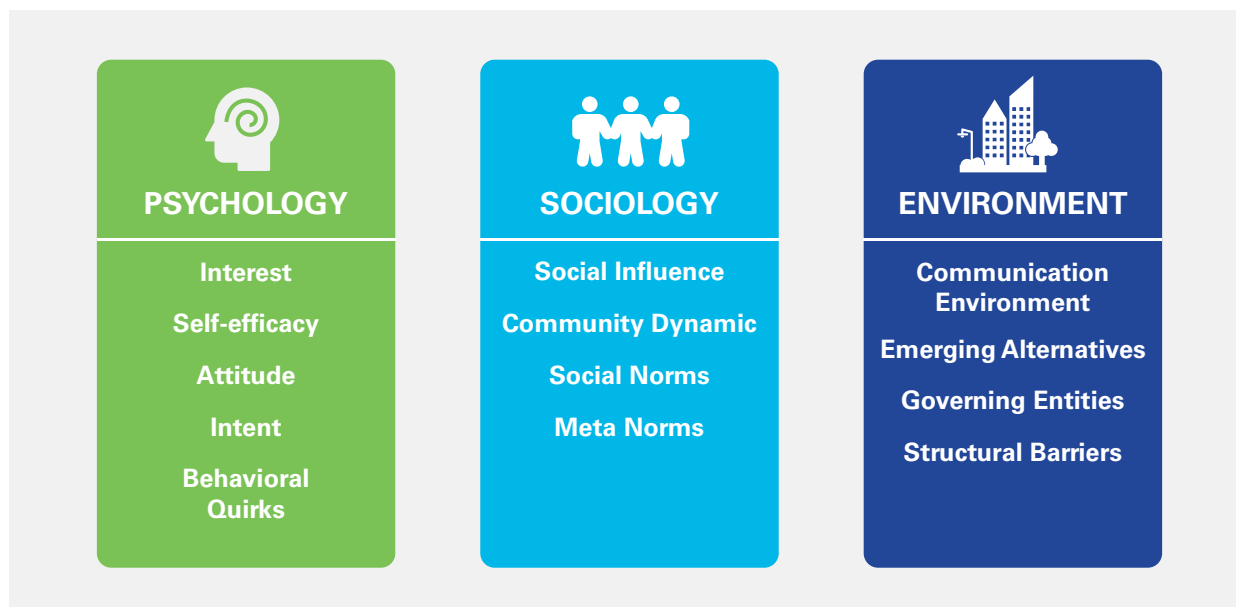 PSYCHOLOGY
Interest
Self-efficacy
Attitude
Intent
Behavioral
Quirks
SOCIOLOGY
Social Influence
Community Dynamic
Social Norms
Meta Norms
ENVIRONMENT
Communication
Environment
Emerging Alternatives
Governing Entities
Structural Barriers